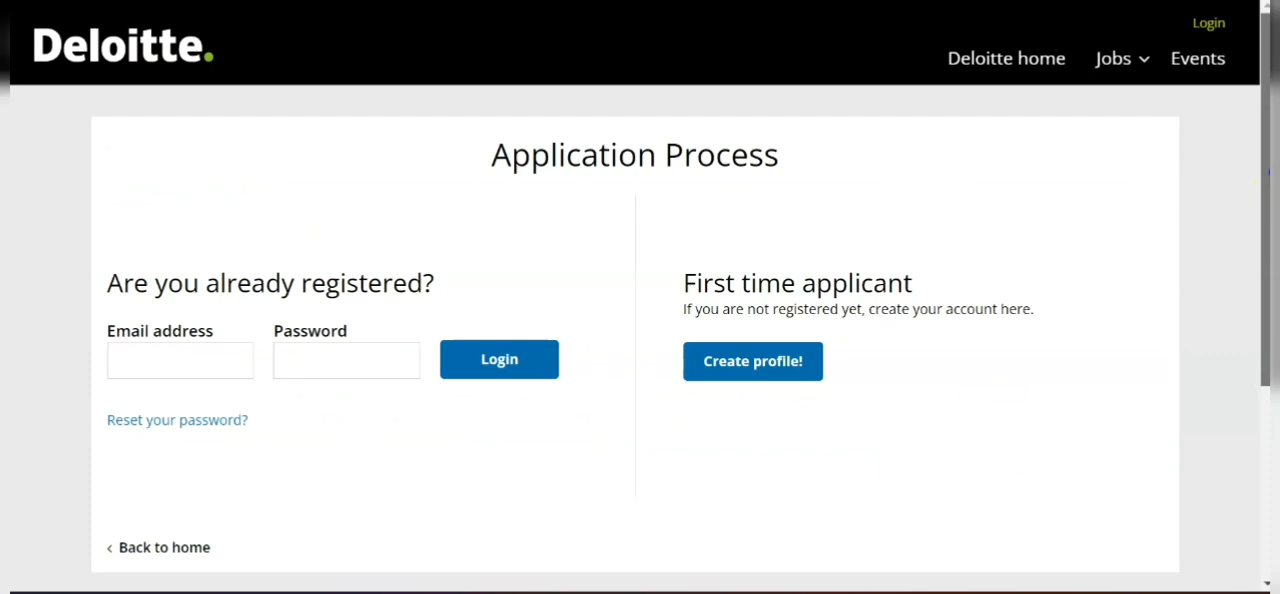 Login
Deloitte.
Deloitte home Jobs Events
Application Process
Are you already registered?
Email address Password
Login
Reset your password?
First time applicant
If you are not registered yet, create your account here.
Create profile!
Back to home